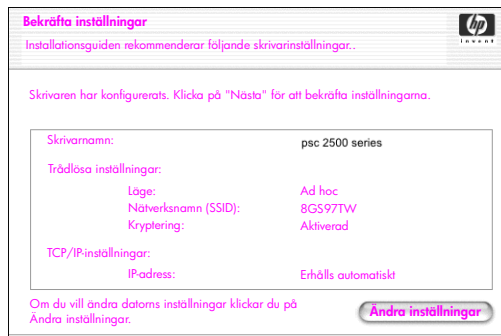 Bekräfta inställningar
Installationsguiden rekommenderar följande skrivarinställningar..
hp
invent
Skrivaren har konfigurerats. Klicka på "Nästa" för att bekräfta inställningarna.
Skrivarnamn: psc 2500 series
Trådlösa inställningar:
Läge: Ad hoc
Nätverksnamn (SSID): 8GS97TW
Kryptering: Aktiverad
TCP/IP-inställningar:
IP-adress: Erhålls automatiskt
Om du vill ändra datorns inställningar klickar du på
Ändra inställningar.
Ändra inställningar